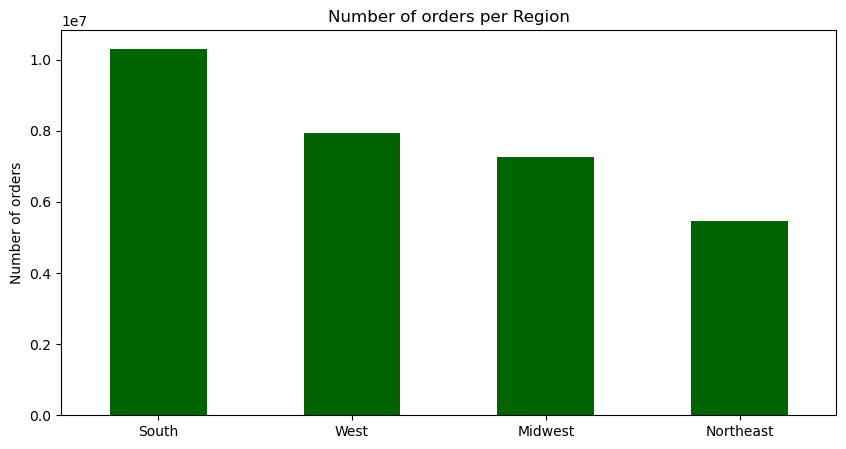 Number of orders per Region
1e7
1.0
0.8
0.6
0.4
0.2
0.0
Number of orders
South West Midwest Northeast